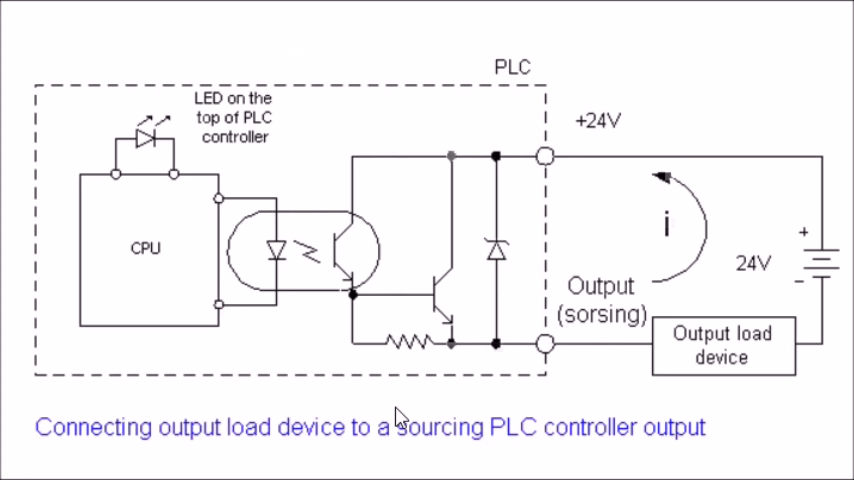 PLC
LED on the
top of PLC
controller
+24V
CPU
i
+
24V
−
Output
(sorsing)
Output load
device
Connecting output load device to a sourcing PLC controller output